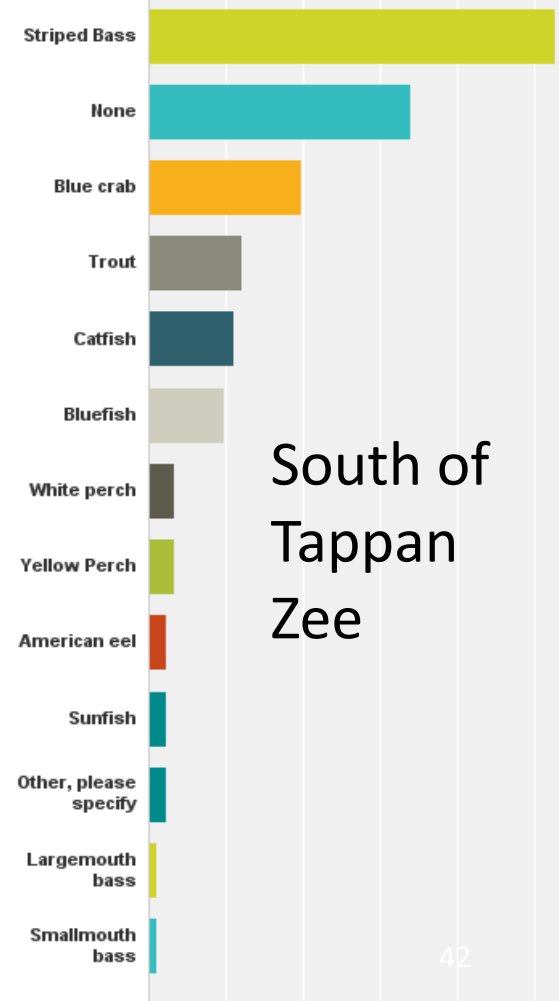 Striped Bass
None
Blue crab
Trout
Catfish
Bluefish
White perch
Yellow Perch
American eel
Sunfish
Other, please
specify
Largemouth
bass
Smallmouth
bass
South of
Tappan
Zee
42